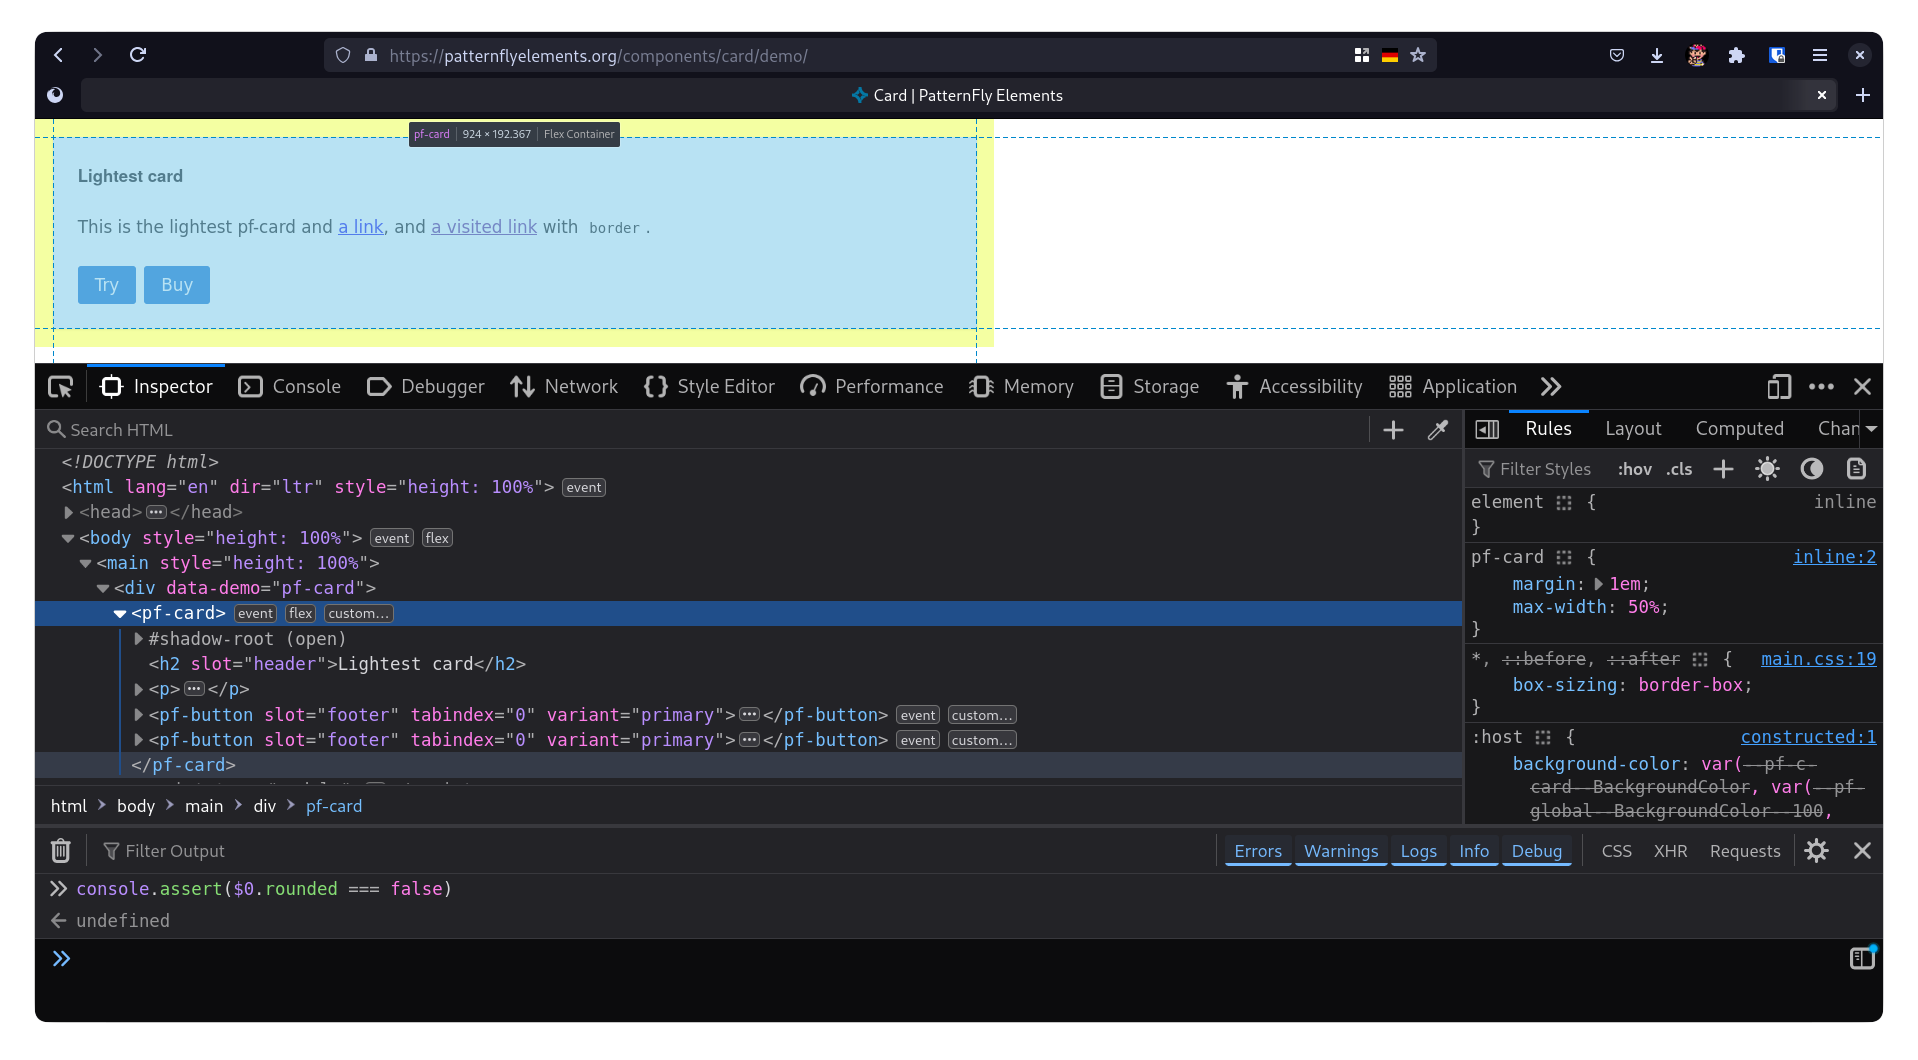 https://patternflyelements.org/components/card/demo/
Card | PatternFly Elements
pf-card 924 × 192.367 Flex Container
Lightest card
This is the lightest pf-card and a link, and a visited link with border .
Try Buy
Inspector Console Debugger Network Style Editor Performance Memory Storage Accessibility Application
Search HTML
<!DOCTYPE html>
<html lang="en" dir="ltr" style="height: 100%"> event
<head> ••• </head>
<body style="height: 100%"> event flex
<main style="height: 100%">
<div data-demo="pf-card">
<pf-card> event flex custom…
#shadow-root (open)
<h2 slot="header">Lightest card</h2>
<p> ••• </p>
<pf-button slot="footer" tabindex="0" variant="primary"> ••• </pf-button> event custom…
<pf-button slot="footer" tabindex="0" variant="primary"> ••• </pf-button> event custom…
</pf-card>
html body main div pf-card
Rules Layout Computed Chan
Filter Styles :hov .cls
element { inline
}
pf-card { inline:2
margin: 1em;
max-width: 50%;
}
*, ::before, ::after { main.css:19
box-sizing: border-box;
}
:host { constructed:1
background-color: var(--pf-c-
card--BackgroundColor, var(--pf-
global--BackgroundColor--100,
Filter Output Errors Warnings Logs Info Debug CSS XHR Requests
console.assert($0.rounded === false)
undefined